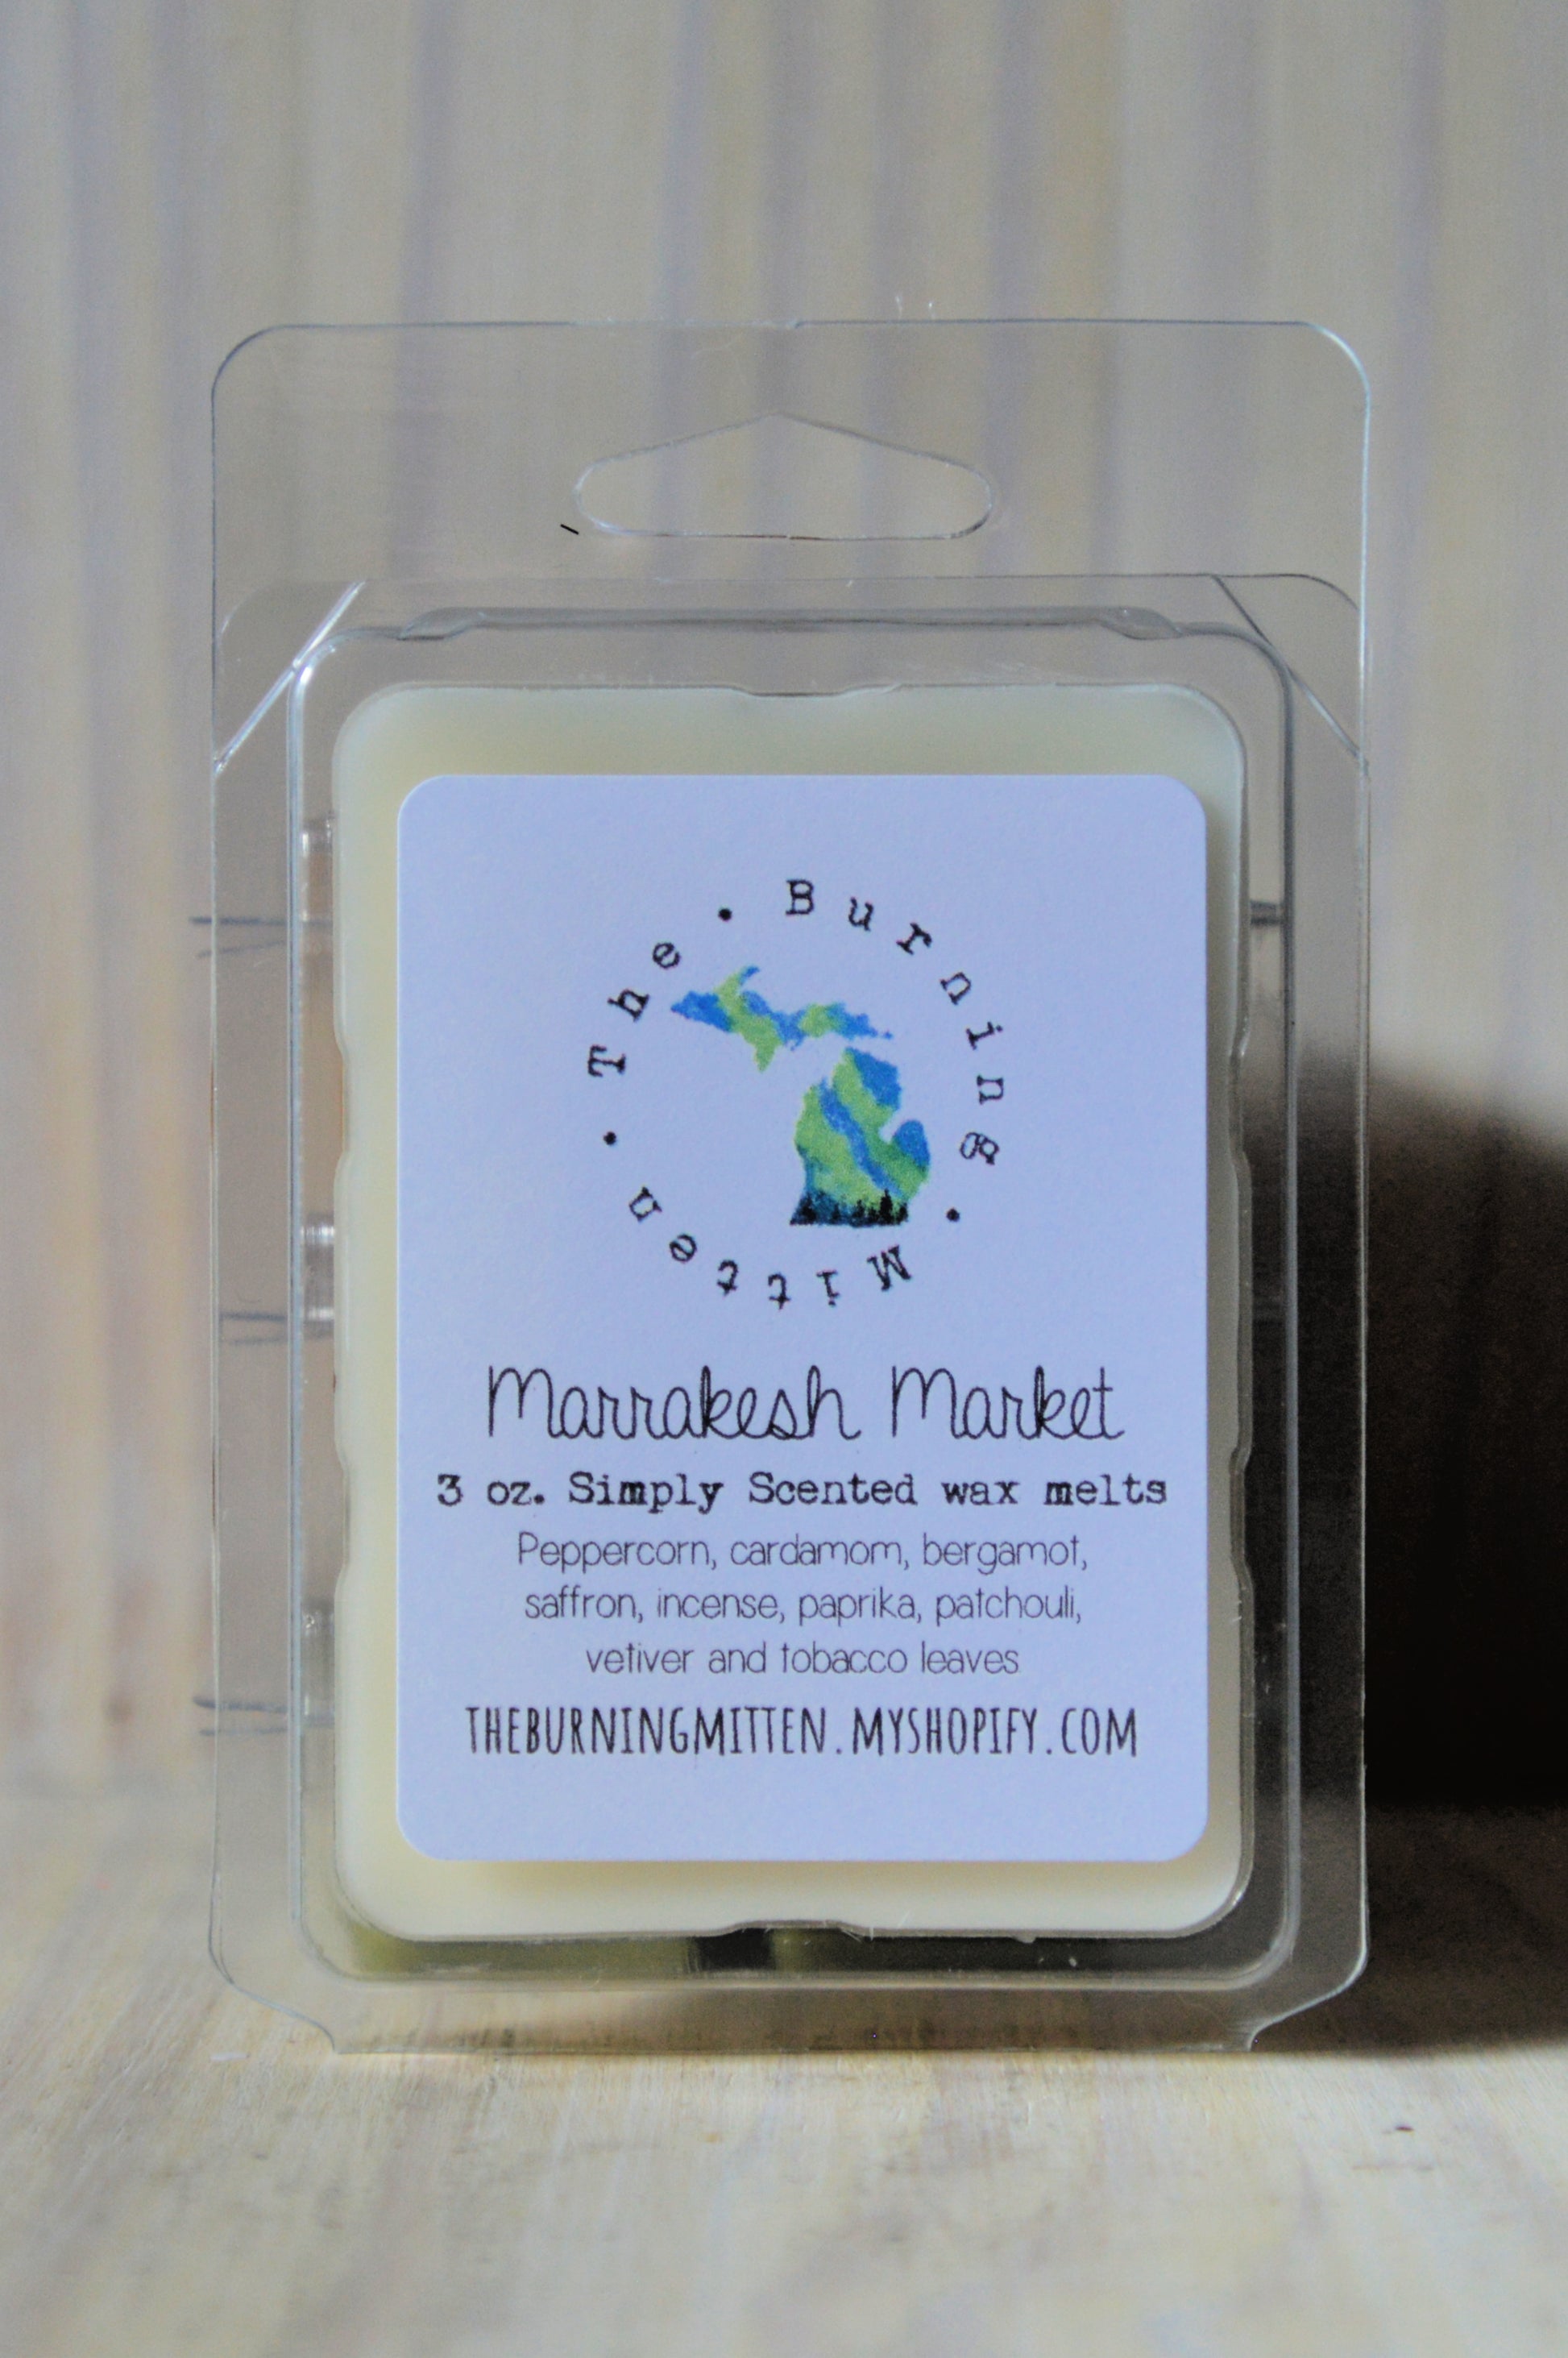 The . Burning . Mitten .
Marrakesh Market
3 oz. Simply Scented wax melts
Peppercorn, cardamom, bergamot,
saffron, incense, paprika, patchouli,
vetiver and tobacco leaves
THEBURNINGMITTEN.MYSHOPIFY.COM